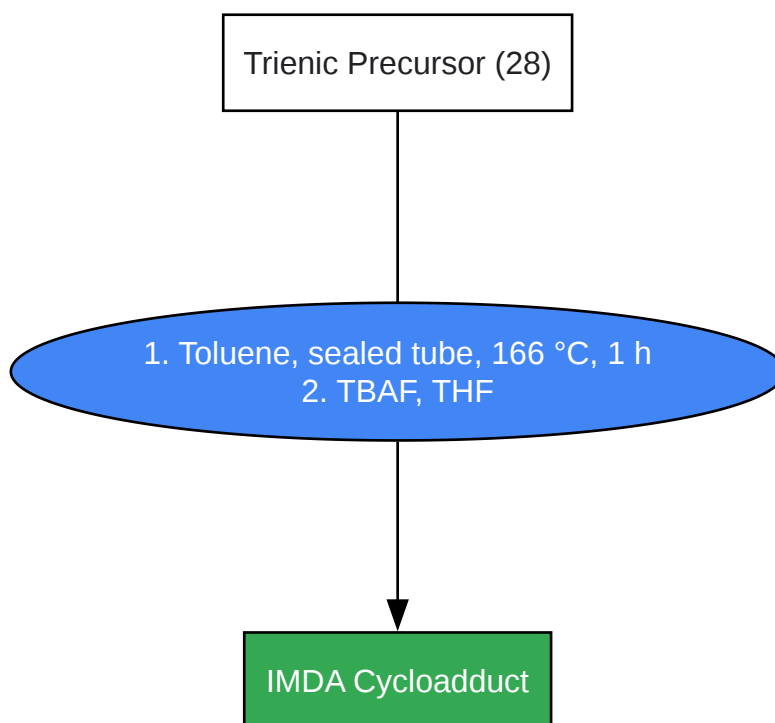 Trienic Precursor (28)
1. Toluene, sealed tube, 166 °C, 1 h
2. TBAF, THF
IMDA Cycloadduct